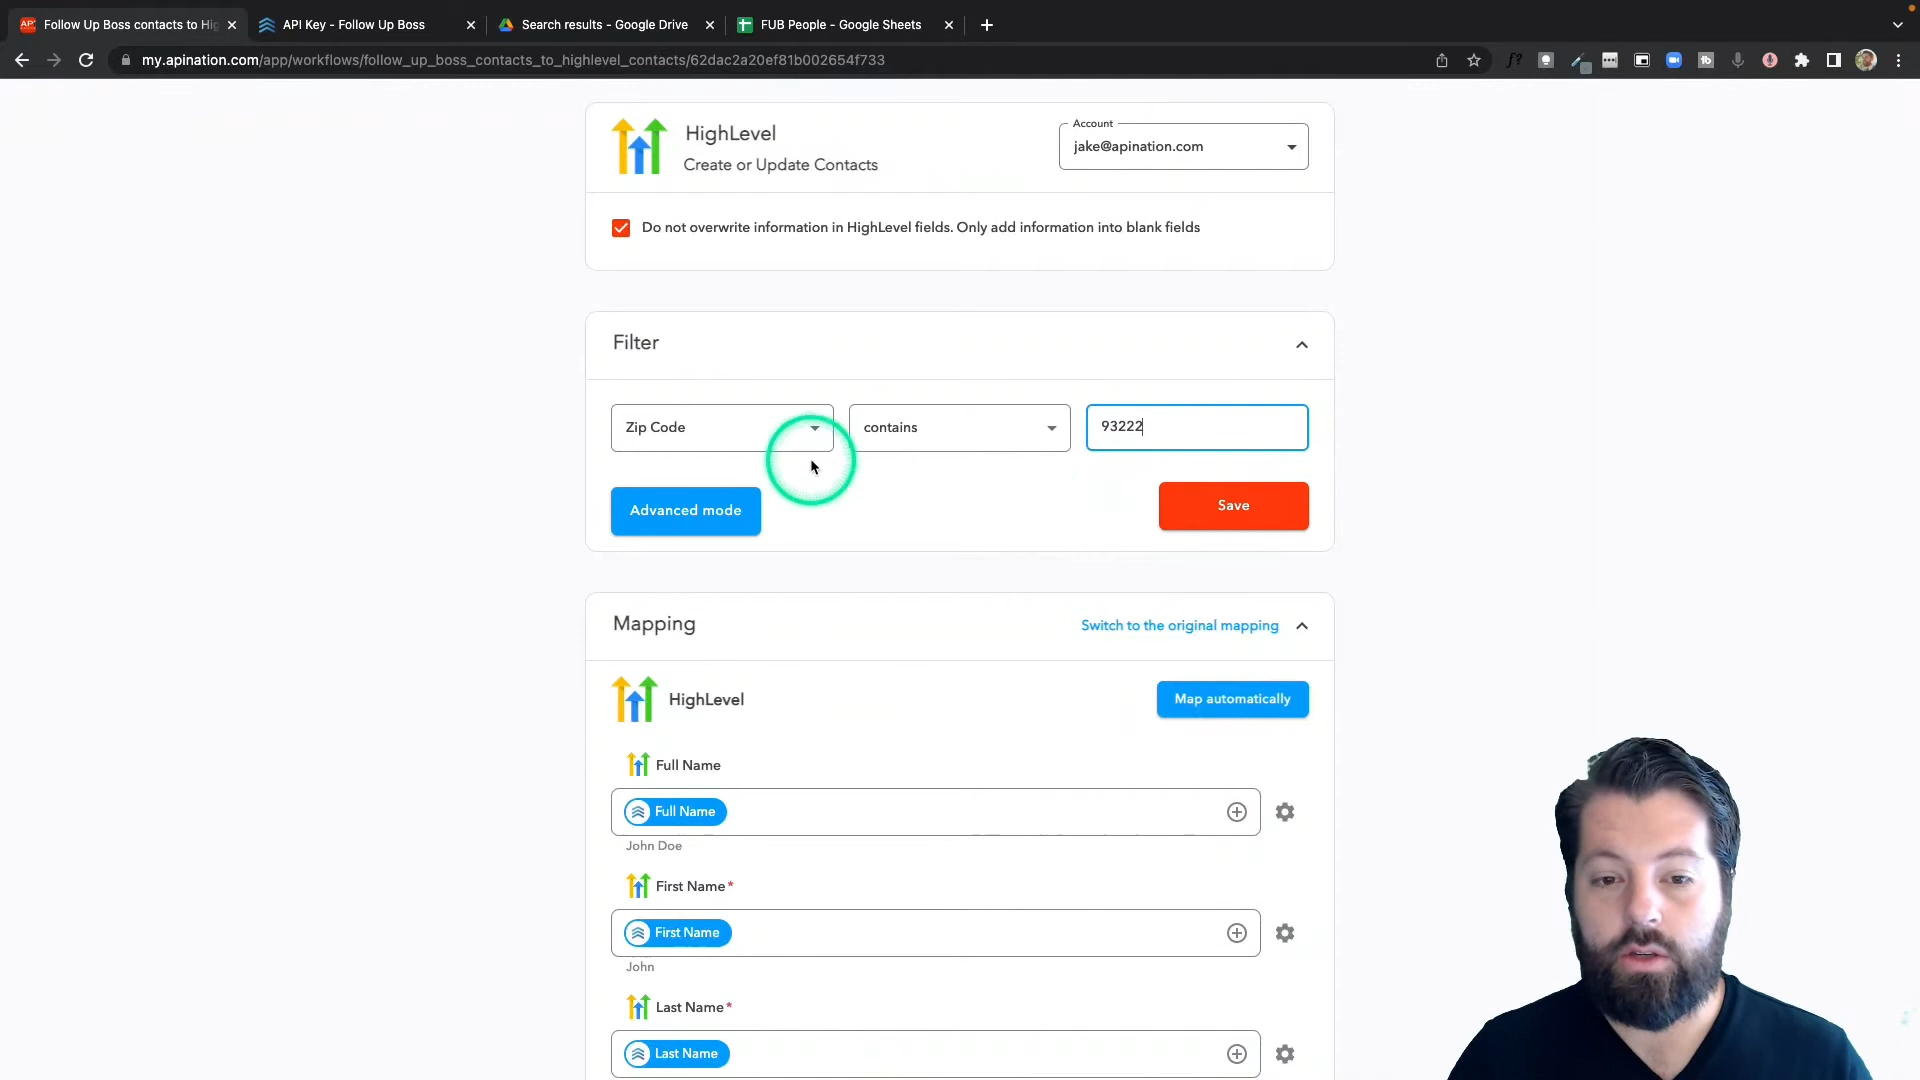 Follow Up Boss contacts to Hig
API Key - Follow Up Boss
Search results - Google Drive
FUB People - Google Sheets
my.apination.com/app/workflows/follow_up_boss_contacts_to_highlevel_contacts/62dac2a20ef81b002654f733
HighLevel
Create or Update Contacts
Account
jake@apination.com
Do not overwrite information in HighLevel fields. Only add information into blank fields
Filter
Zip Code
contains
93222
Advanced mode
Save
Mapping
Switch to the original mapping
HighLevel
Map automatically
Full Name
Full Name
John Doe
First Name*
First Name
John
Last Name*
Last Name